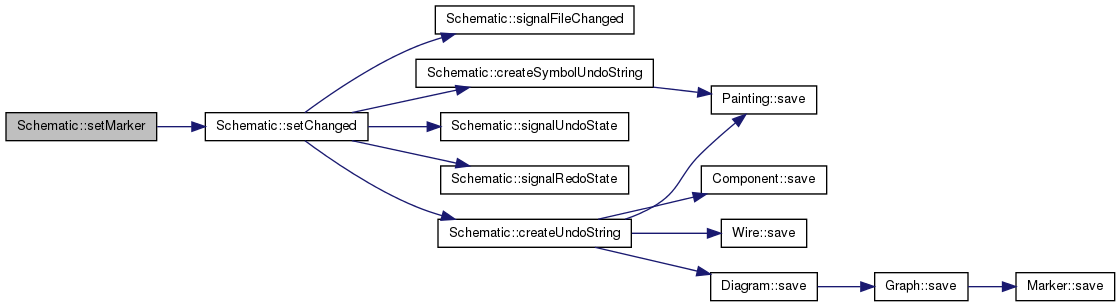 Schematic::signalFileChanged
Schematic::createSymbolUndoString
Painting::save
Schematic::setMarker
Schematic::setChanged
Schematic::signalUndoState
Schematic::signalRedoState
Component::save
Schematic::createUndoString
Wire::save
Diagram::save
Graph::save
Marker::save